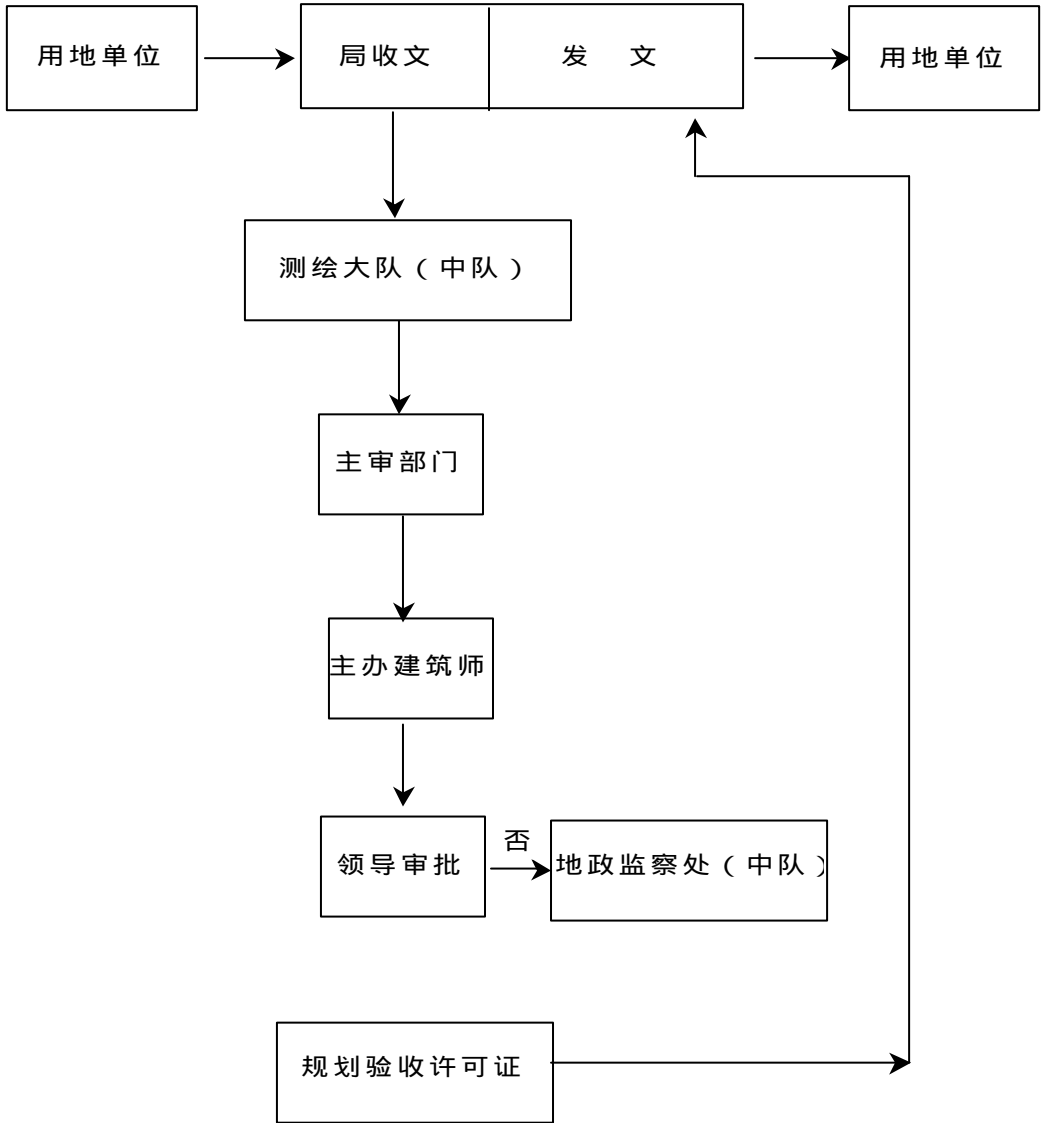 用地单位
局收文
发 文
用地单位
测绘大队（中队）
主审部门
主办建筑师
领导审批
否
地政监察处（中队）
规划验收许可证